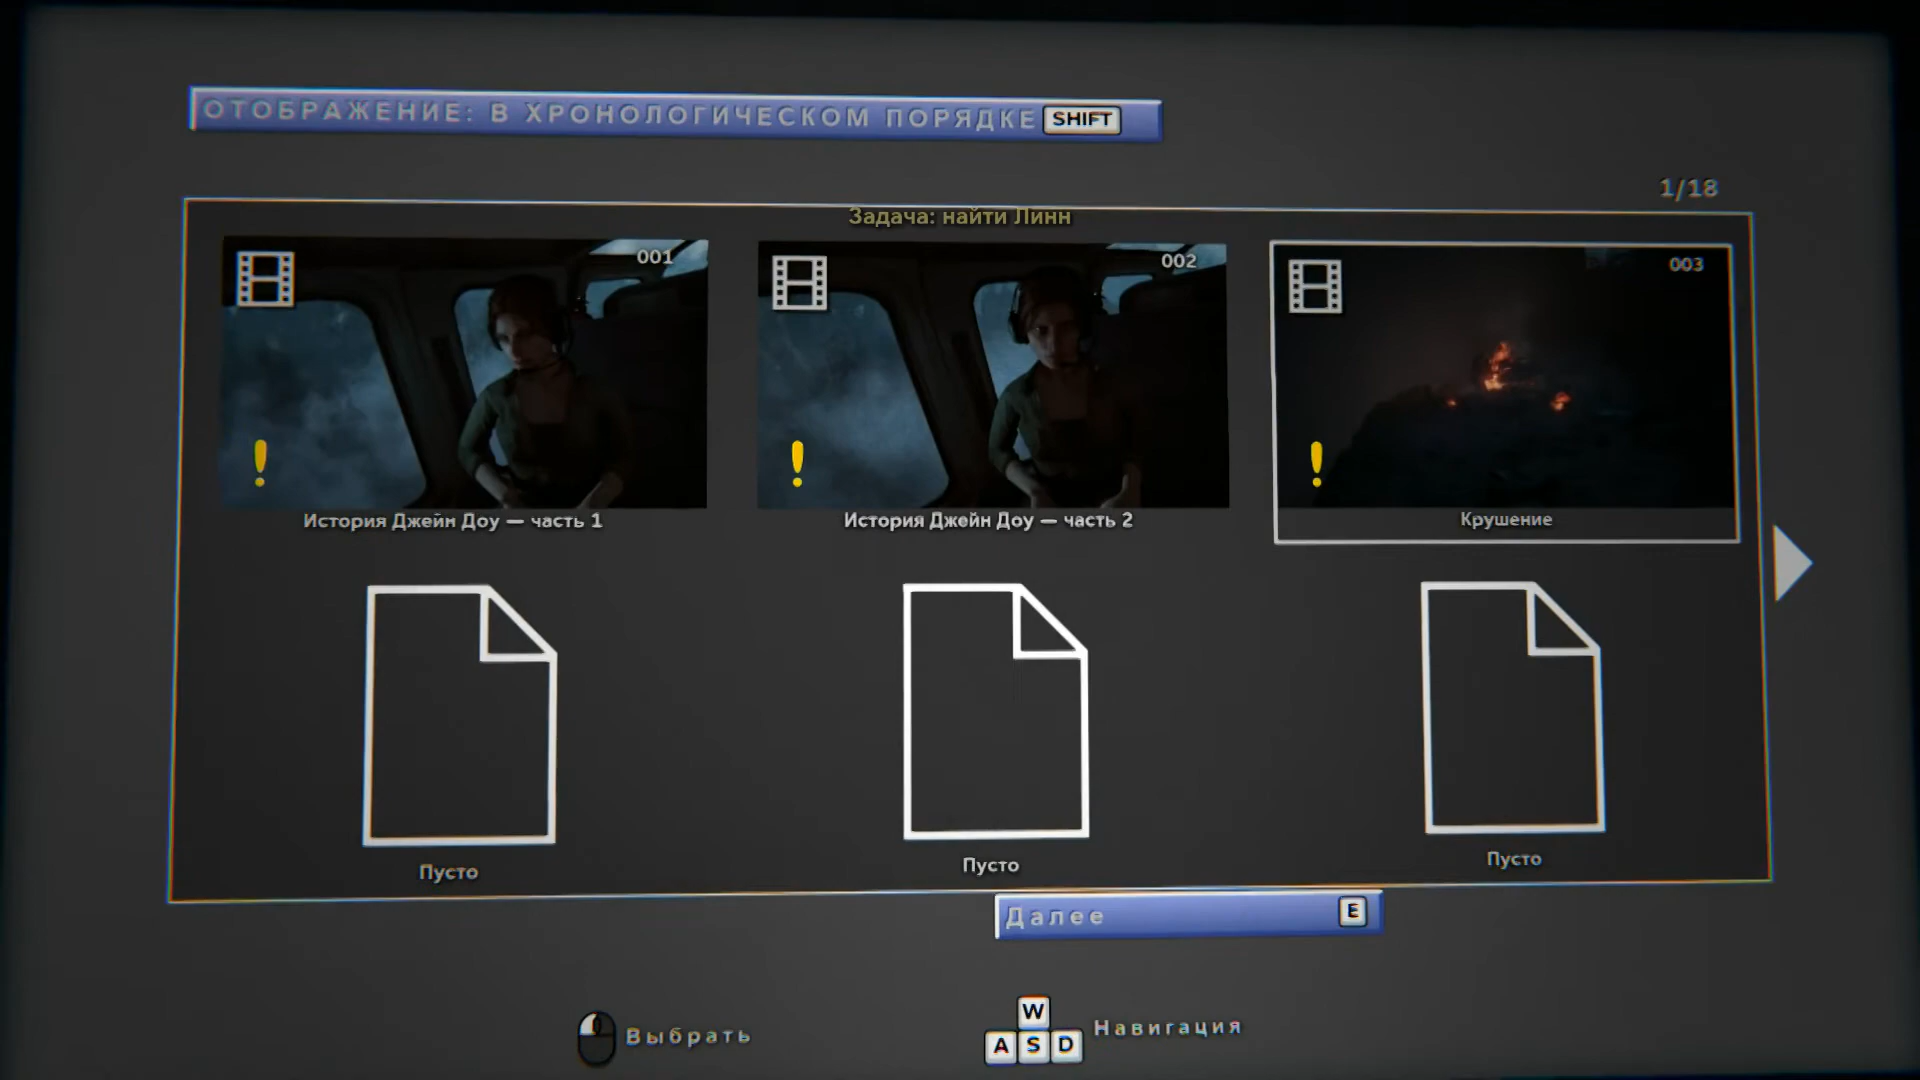 ОТОБРАЖЕНИЕ: В ХРОНОЛОГИЧЕСКОМ ПОРЯДКЕ SHIFT
1/18
Задача: найти Линн
001
002
003
История Джейн Доу — часть 1
История Джейн Доу — часть 2
Крушение
Пусто
Пусто
Пусто
Далее E
Выбрать
W
A S D
Навигация